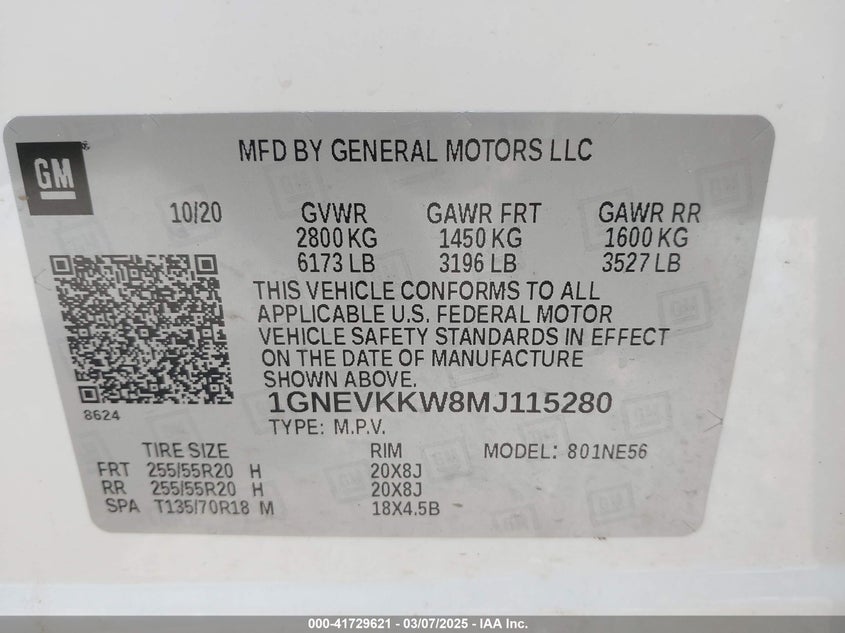 GM
MFD BY GENERAL MOTORS LLC
10/20 GVWR GAWR FRT GAWR RR
2800 KG 1450 KG 1600 KG
6173 LB 3196 LB 3527 LB
THIS VEHICLE CONFORMS TO ALL
APPLICABLE U.S. FEDERAL MOTOR
VEHICLE SAFETY STANDARDS IN EFFECT
ON THE DATE OF MANUFACTURE
SHOWN ABOVE.
8624
1GNEVKKW8MJ115280
TYPE: M.P.V.
TIRE SIZE RIM MODEL: 801NE56
FRT 255/55R20 H 20X8J
RR 255/55R20 H 20X8J
SPA T135/70R18 M 18X4.5B
000-41729621 - 03/07/2025 - IAA Inc.